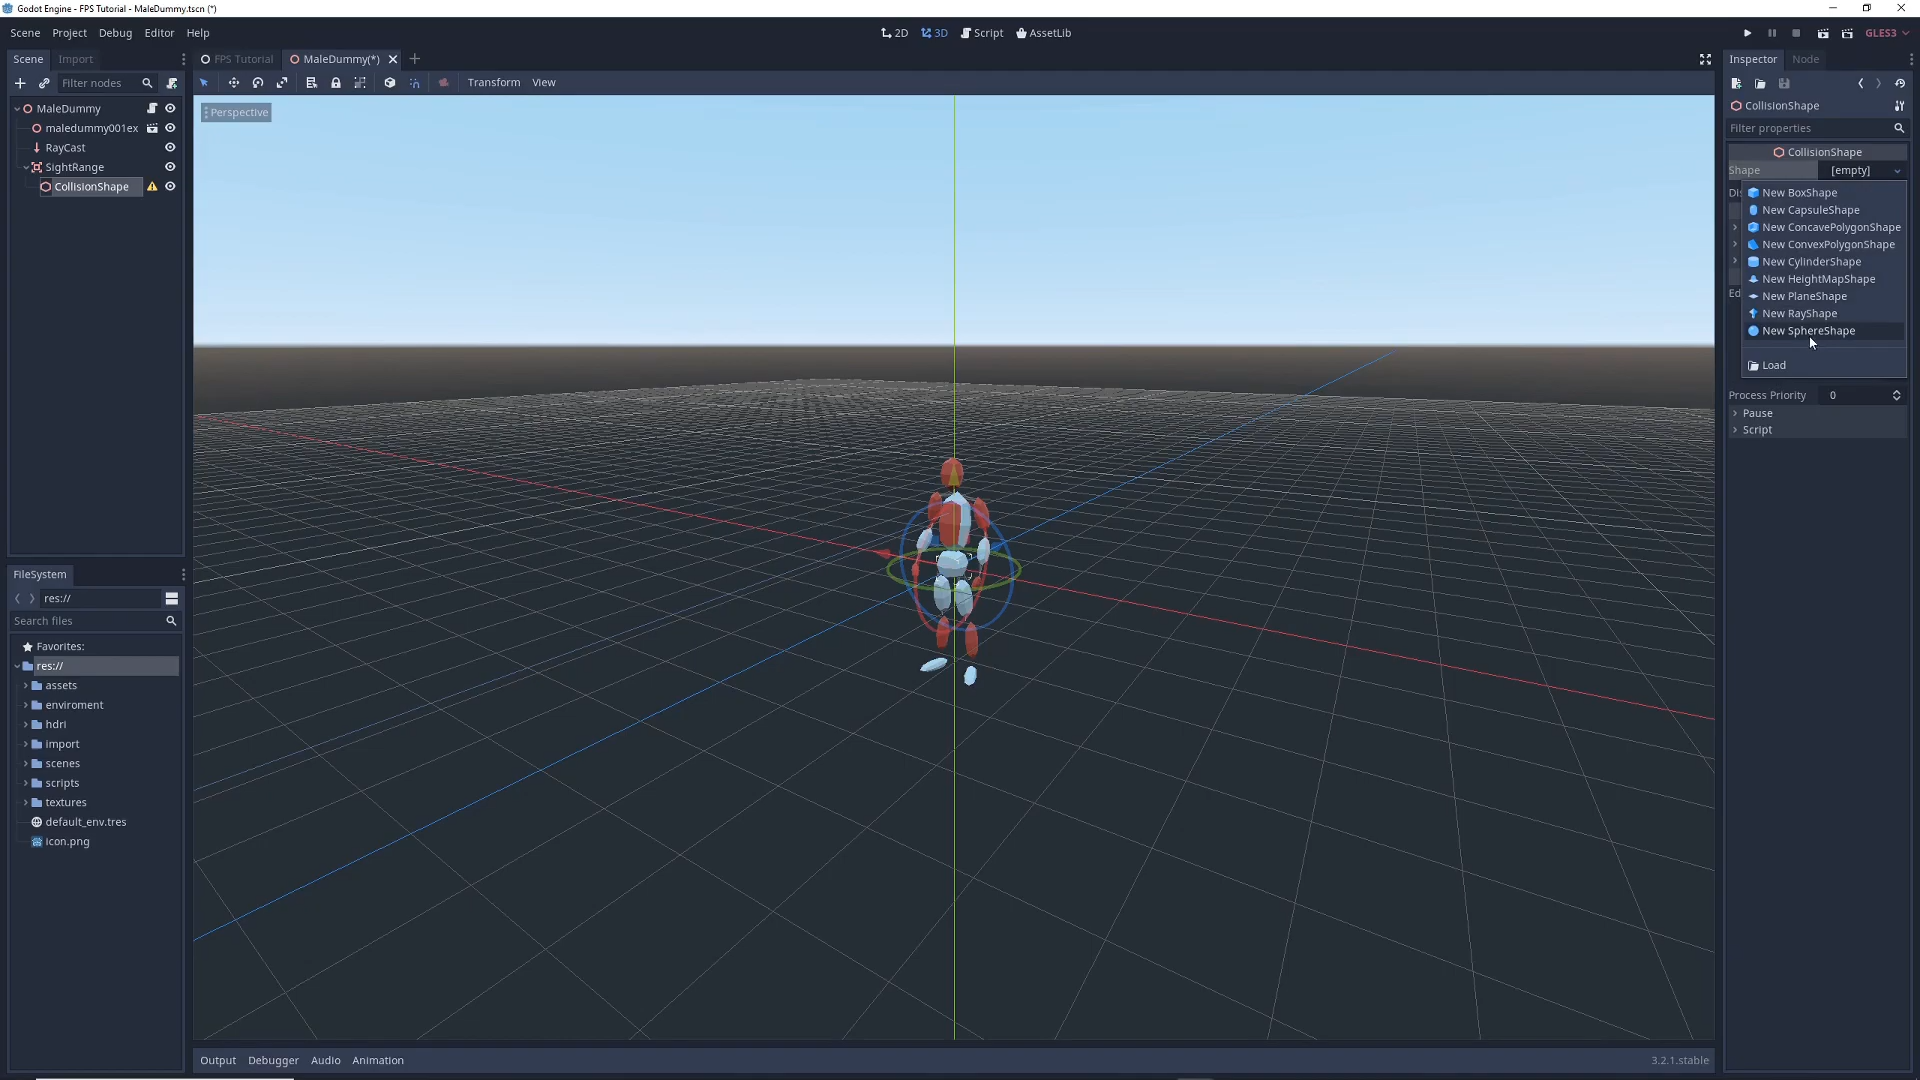 Godot Engine - FPS Tutorial - MaleDummy.tscn (*)
Scene Project Debug Editor Help
2D 3D Script AssetLib
GLES3
Scene Import
FPS Tutorial MaleDummy(*)
Inspector Node
Filter nodes
Transform View
MaleDummy
maledummy001ex
RayCast
SightRange
CollisionShape
Perspective
CollisionShape
Filter properties
CollisionShape
Shape [empty]
New BoxShape
New CapsuleShape
New ConcavePolygonShape
New ConvexPolygonShape
New CylinderShape
New HeightMapShape
New PlaneShape
New RayShape
New SphereShape
Load
Process Priority 0
Pause
Script
FileSystem
res://
Search files
Favorites:
res://
assets
enviroment
hdri
import
scenes
scripts
textures
default_env.tres
icon.png
Output Debugger Audio Animation
3.2.1.stable